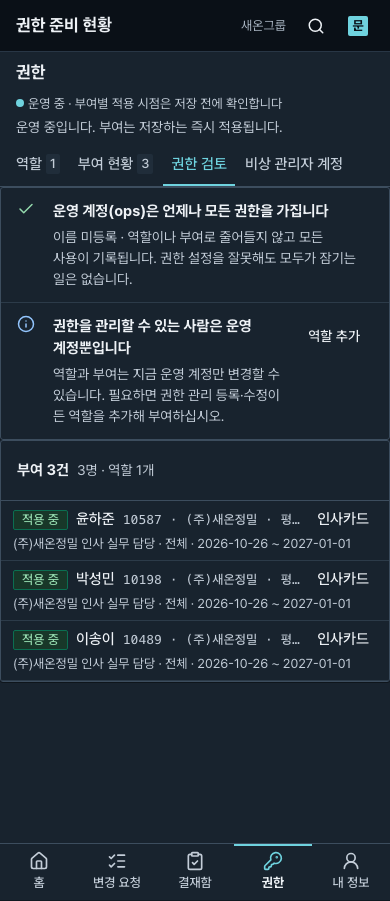 권한 준비 현황
새온그룹
문
권한
운영 중 · 부여별 적용 시점은 저장 전에 확인합니다
운영 중입니다. 부여는 저장하는 즉시 적용됩니다.
역할 1 부여 현황 3 권한 검토 비상 관리자 계정
운영 계정(ops)은 언제나 모든 권한을 가집니다
이름 미등록 · 역할이나 부여로 줄어들지 않고 모든
사용이 기록됩니다. 권한 설정을 잘못해도 모두가 잠기는
일은 없습니다.
권한을 관리할 수 있는 사람은 운영
계정뿐입니다
역할 추가
역할과 부여는 지금 운영 계정만 변경할 수
있습니다. 필요하면 권한 관리 등록·수정이
든 역할을 추가해 부여하십시오.
부여 3건 3명 · 역할 1개
적용 중 윤하준 10587 · (주)새온정밀 · 평… 인사카드
(주)새온정밀 인사 실무 담당 · 전체 · 2026-10-26 ~ 2027-01-01
적용 중 박성민 10198 · (주)새온정밀 · 평… 인사카드
(주)새온정밀 인사 실무 담당 · 전체 · 2026-10-26 ~ 2027-01-01
적용 중 이송이 10489 · (주)새온정밀 · 평… 인사카드
(주)새온정밀 인사 실무 담당 · 전체 · 2026-10-26 ~ 2027-01-01
홈 변경 요청 결재함 권한 내 정보